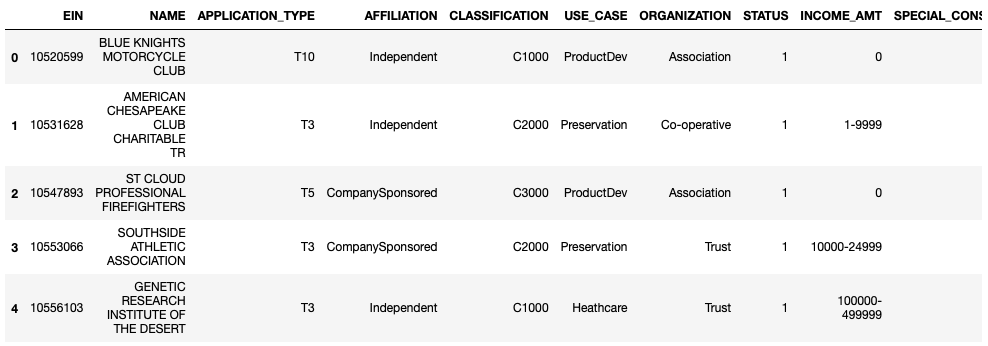 EIN NAME APPLICATION_TYPE AFFILIATION CLASSIFICATION USE_CASE ORGANIZATION STATUS INCOME_AMT SPECIAL_CONS
0 10520599 BLUE KNIGHTS MOTORCYCLE CLUB T10 Independent C1000 ProductDev Association 1 0
1 10531628 AMERICAN CHESAPEAKE CLUB CHARITABLE TR T3 Independent C2000 Preservation Co-operative 1 1-9999
2 10547893 ST CLOUD PROFESSIONAL FIREFIGHTERS T5 CompanySponsored C3000 ProductDev Association 1 0
3 10553066 SOUTHSIDE ATHLETIC ASSOCIATION T3 CompanySponsored C2000 Preservation Trust 1 10000-24999
4 10556103 GENETIC RESEARCH INSTITUTE OF THE DESERT T3 Independent C1000 Heathcare Trust 1 100000-499999